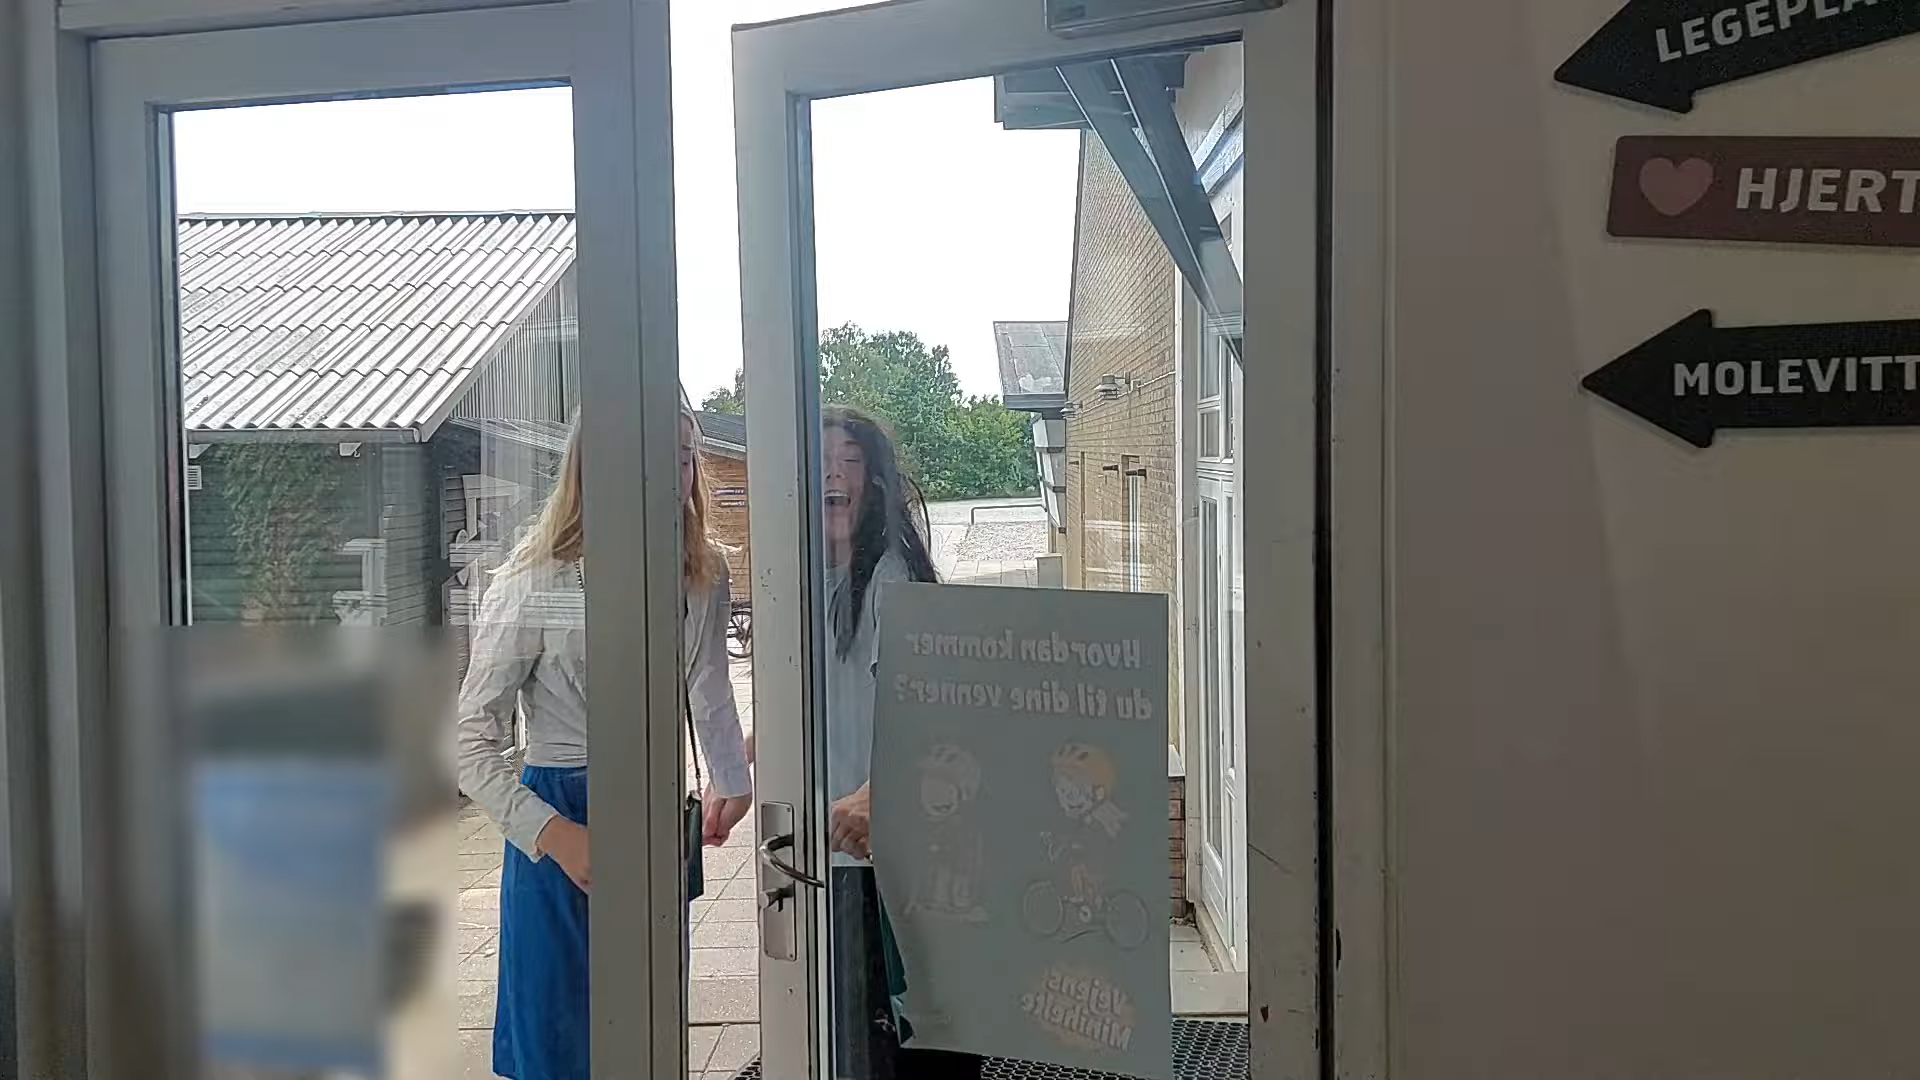 LEGEPLA
HJERT
MOLEVITT
Hvordan kommer
du til dine venner?
Vejens
Minihelte